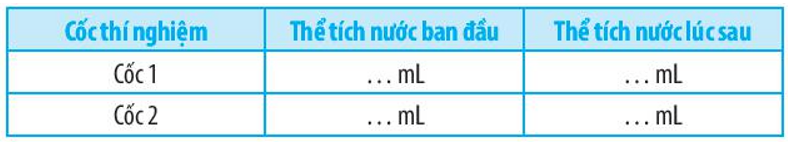 Cốc thí nghiệm Thể tích nước ban đầu Thể tích nước lúc sau
Cốc 1 ... mL ... mL
Cốc 2 ... mL ... mL